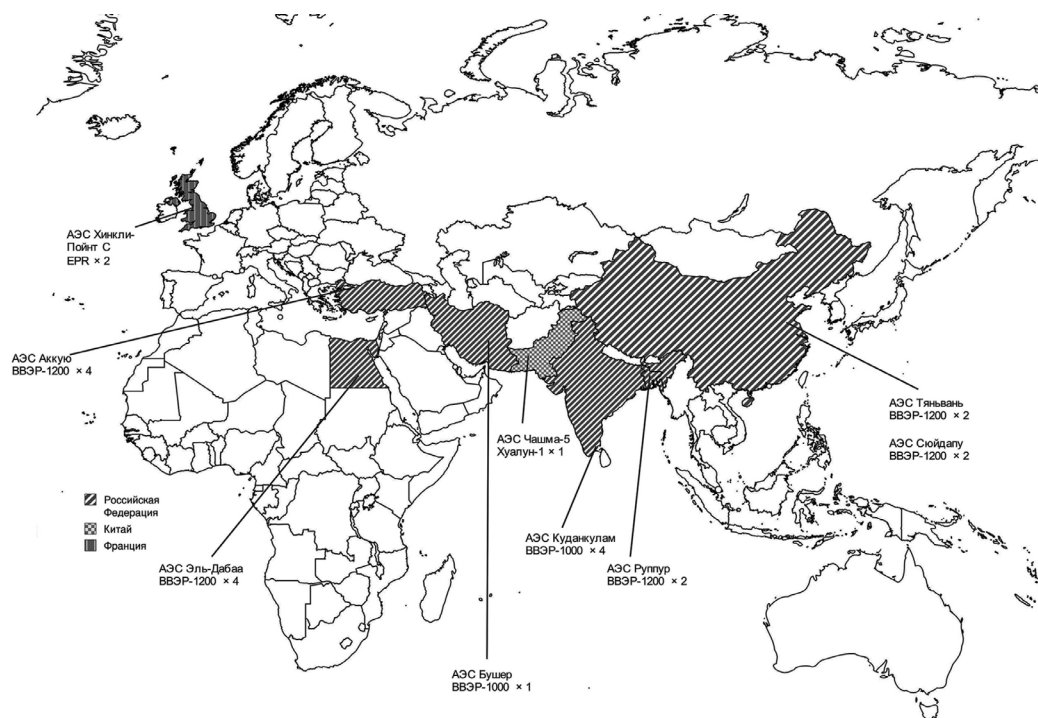 АЭС Хинкли-
Пойнт С
EPR × 2
АЭС Аккую
ВВЭР-1200 × 4
АЭС Тяньвань
ВВЭР-1200 × 2
АЭС Сюйдапу
ВВЭР-1200 × 2
АЭС Чашма-5
Хуалун-1 × 1
Российская
Федерация
Китай
Франция
АЭС Куданкулам
ВВЭР-1000 × 4
АЭС Эль-Дабаа
ВВЭР-1200 × 4
АЭС Руппур
ВВЭР-1200 × 2
АЭС Бушер
ВВЭР-1000 × 1